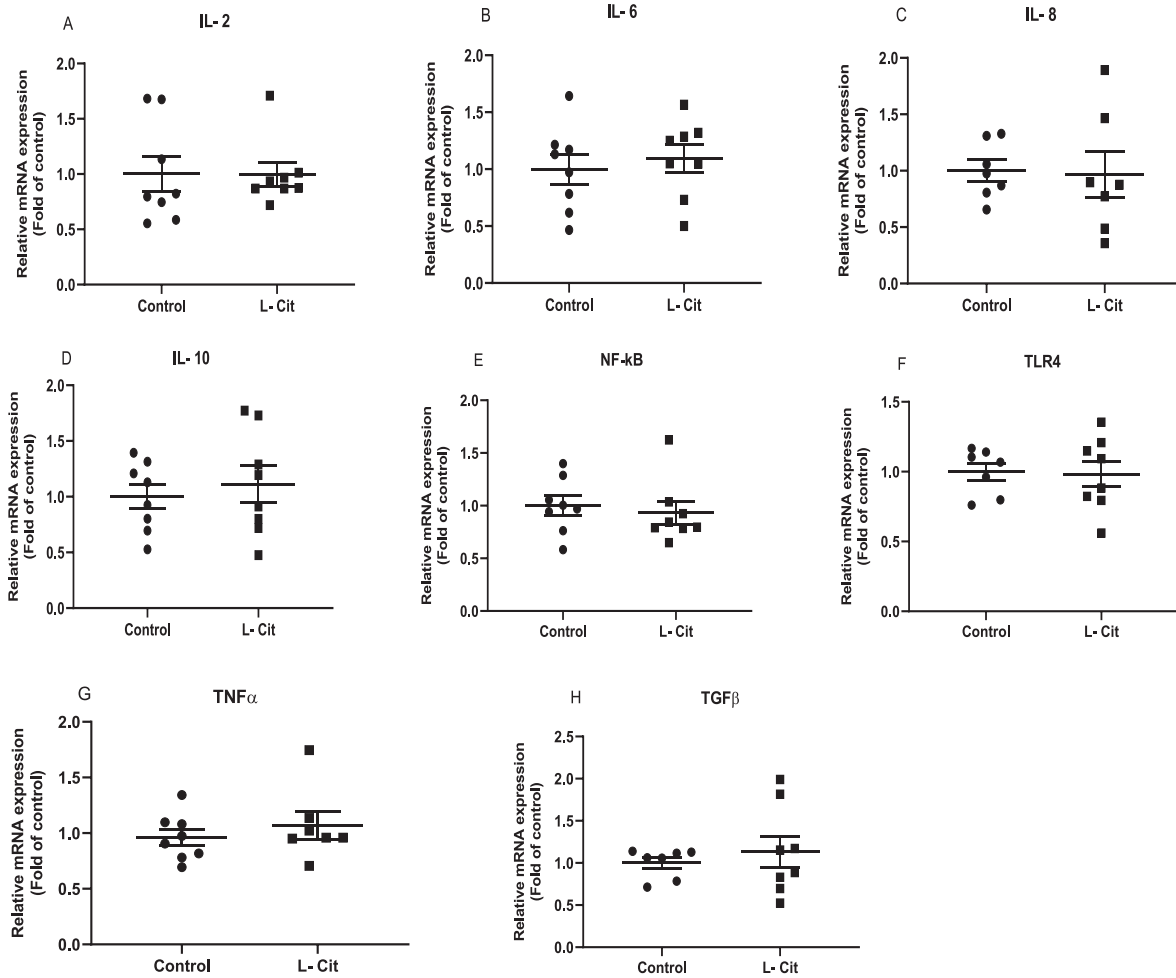 A
IL- 2
Relative mRNA expression
(Fold of control)
2.0
1.5
1.0
0.5
0.0
Control
L- Cit
B
IL- 6
Relative mRNA expression
(Fold of control)
2.0
1.5
1.0
0.5
0.0
Control
L- Cit
C
IL- 8
Relative mRNA expression
(Fold of control)
2.0
1.5
1.0
0.5
0.0
Control
L- Cit
D
IL- 10
Relative mRNA expression
(Fold of control)
2.0
1.5
1.0
0.5
0.0
Control
L- Cit
E
NF-kB
Relative mRNA expression
(Fold of control)
2.0
1.5
1.0
0.5
0.0
Control
L- Cit
F
TLR4
Relative mRNA expression
(Fold of control)
1.5
1.0
0.5
0.0
Control
L- Cit
G
TNFα
Relative mRNA expression
(Fold of control)
2.0
1.5
1.0
0.5
0.0
Control
L- Cit
H
TGFβ
Relative mRNA expression
(Fold of control)
2.5
2.0
1.5
1.0
0.5
0.0
Control
L- Cit